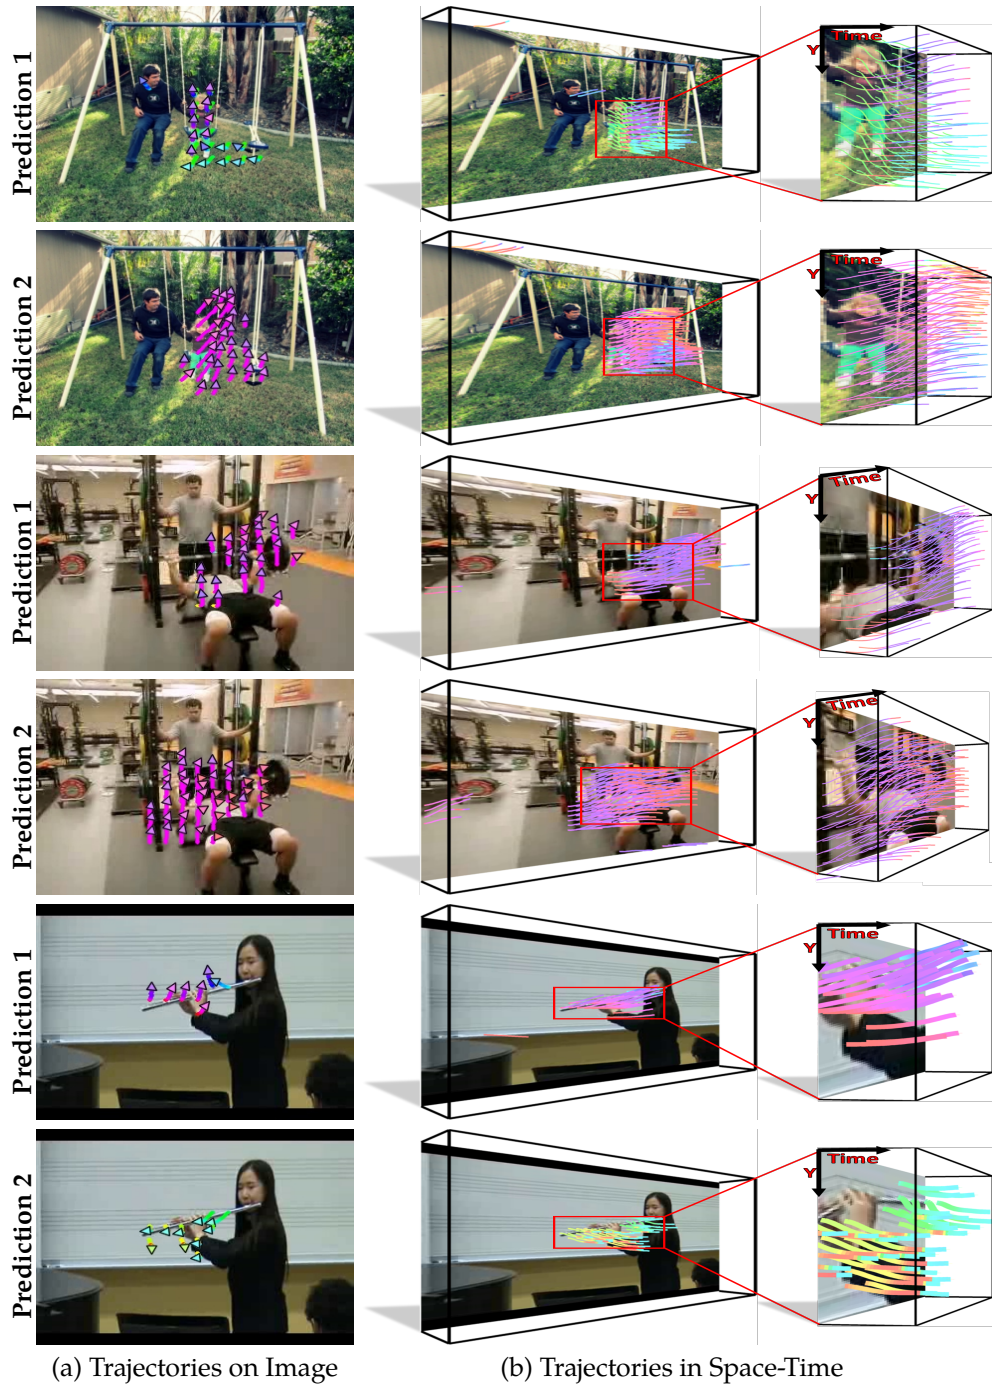 Prediction 1
Time
Y
Prediction 2
Time
Y
Prediction 1
Time
Y
Prediction 2
Time
Y
Prediction 1
Time
Y
Prediction 2
Time
Y
(a) Trajectories on Image
(b) Trajectories in Space-Time